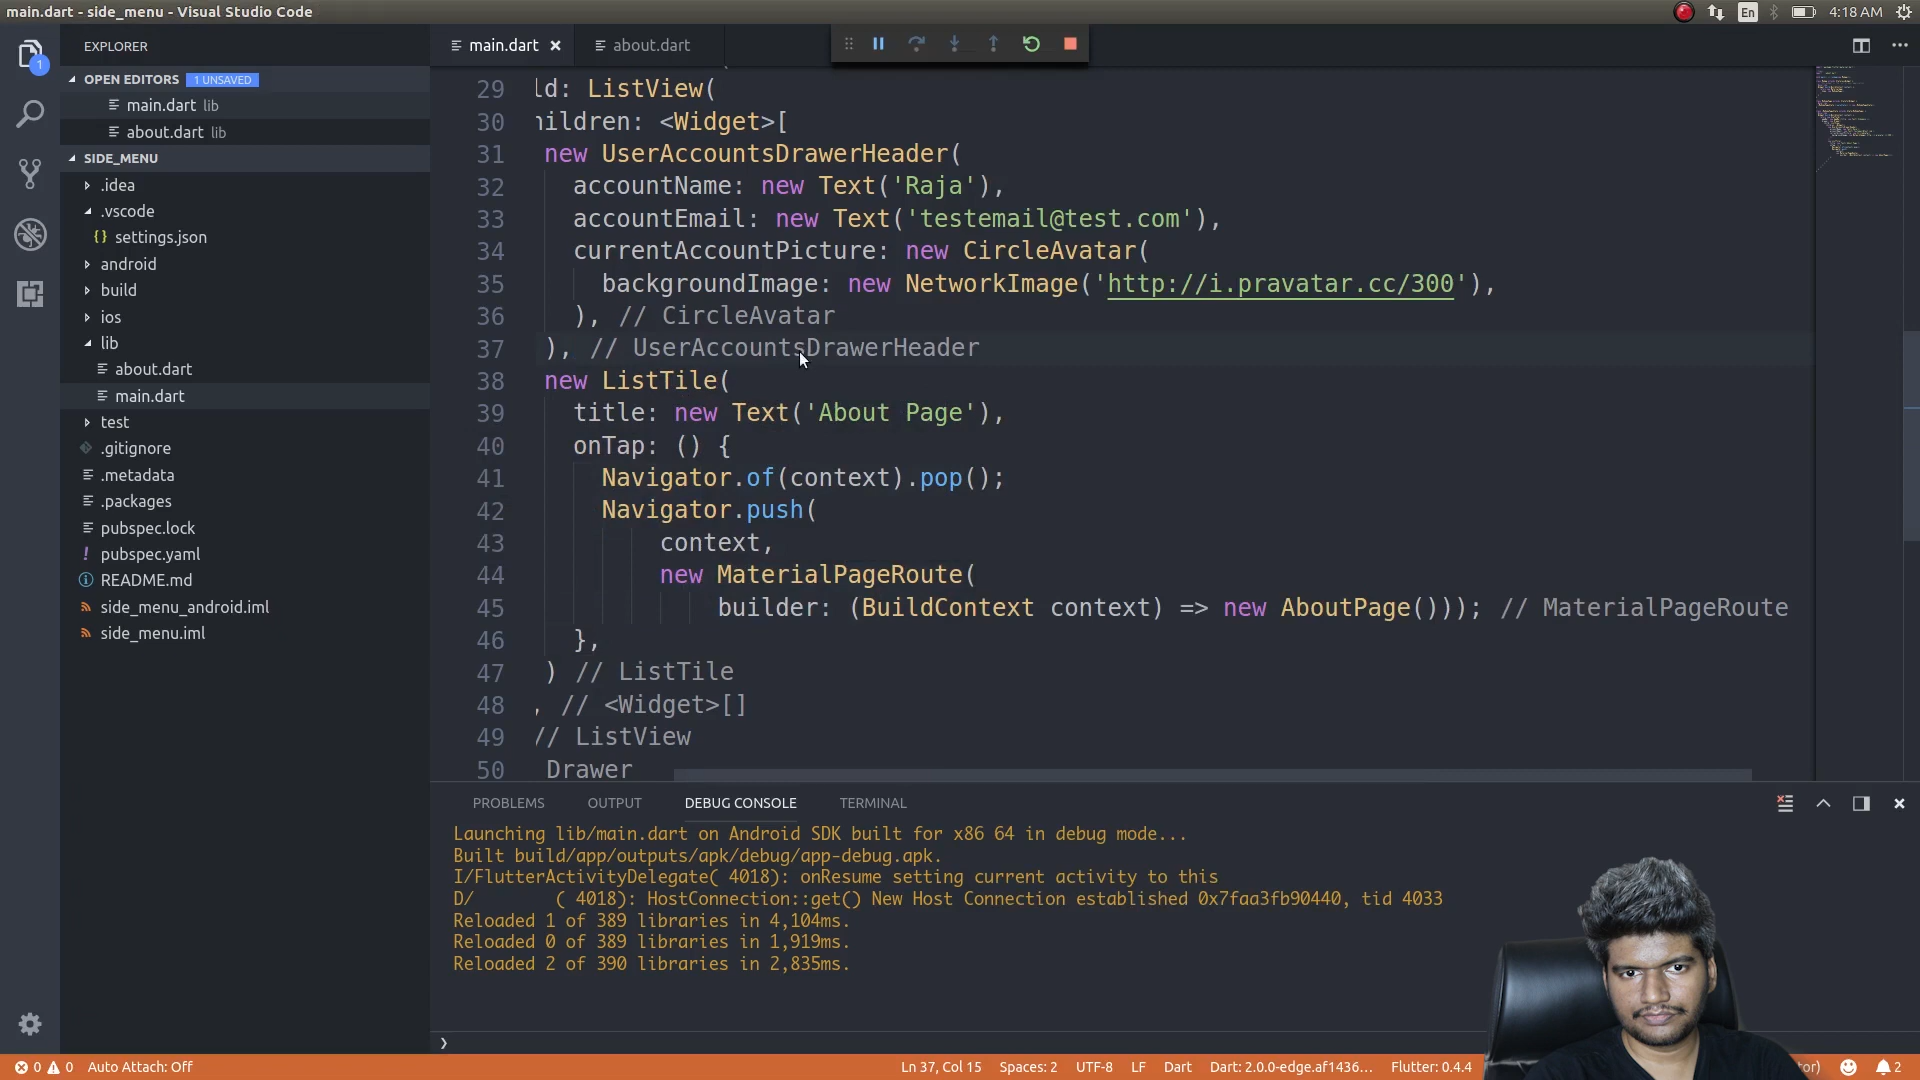 main.dart - side_menu - Visual Studio Code
En
4:18 AM
EXPLORER
main.dart
about.dart
OPEN EDITORS 1 UNSAVED
main.dart lib
about.dart lib
SIDE_MENU
.idea
.vscode
settings.json
android
build
ios
lib
about.dart
main.dart
test
.gitignore
.metadata
.packages
pubspec.lock
pubspec.yaml
README.md
side_menu_android.iml
side_menu.iml
1
29 ld: ListView(
30 hildren: <Widget>[
31 new UserAccountsDrawerHeader(
32 accountName: new Text('Raja'),
33 accountEmail: new Text('testemail@test.com'),
34 currentAccountPicture: new CircleAvatar(
35 backgroundImage: new NetworkImage('http://i.pravatar.cc/300'),
36 ), // CircleAvatar
37 ), // UserAccountsDrawerHeader
38 new ListTile(
39 title: new Text('About Page'),
40 onTap: () {
41 Navigator.of(context).pop();
42 Navigator.push(
43 context,
44 new MaterialPageRoute(
45 builder: (BuildContext context) => new AboutPage())); // MaterialPageRoute
46 },
47 ) // ListTile
48 , // <Widget>[]
49 // ListView
50 Drawer
PROBLEMS OUTPUT DEBUG CONSOLE TERMINAL
Launching lib/main.dart on Android SDK built for x86 64 in debug mode...
Built build/app/outputs/apk/debug/app-debug.apk.
I/FlutterActivityDelegate( 4018): onResume setting current activity to this
D/ ( 4018): HostConnection::get() New Host Connection established 0x7faa3fb90440, tid 4033
Reloaded 1 of 389 libraries in 4,104ms.
Reloaded 0 of 389 libraries in 1,919ms.
Reloaded 2 of 390 libraries in 2,835ms.
0 0 Auto Attach: Off
Ln 37, Col 15 Spaces: 2 UTF-8 LF Dart Dart: 2.0.0-edge.af1436... Flutter: 0.4.4 tor) 2